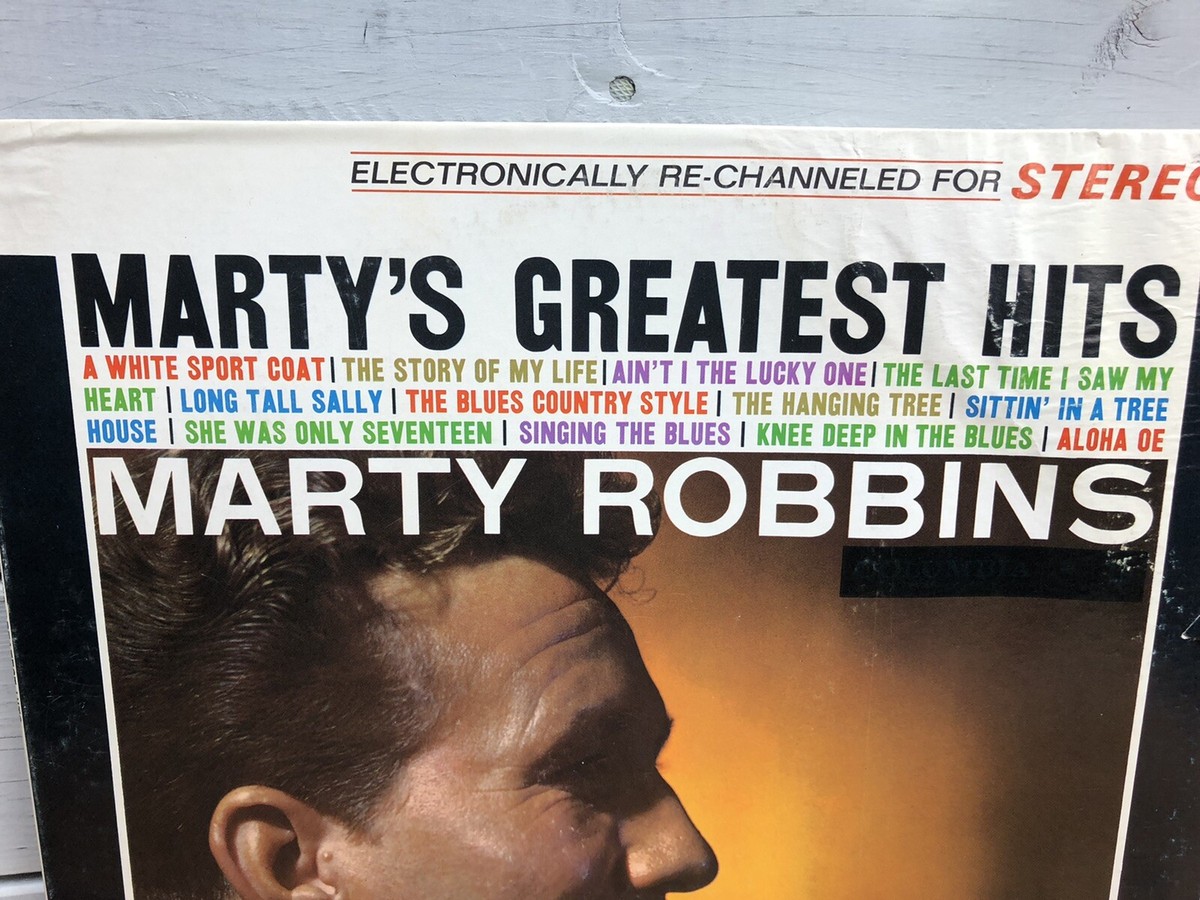 ELECTRONICALLY RE-CHANNELED FOR STEREO
MARTY'S GREATEST HITS
A WHITE SPORT COAT | THE STORY OF MY LIFE | AIN'T I THE LUCKY ONE | THE LAST TIME I SAW MY
HEART | LONG TALL SALLY | THE BLUES COUNTRY STYLE | THE HANGING TREE | SITTIN' IN A TREE
HOUSE | SHE WAS ONLY SEVENTEEN | SINGING THE BLUES | KNEE DEEP IN THE BLUES | ALOHA OE
MARTY ROBBINS